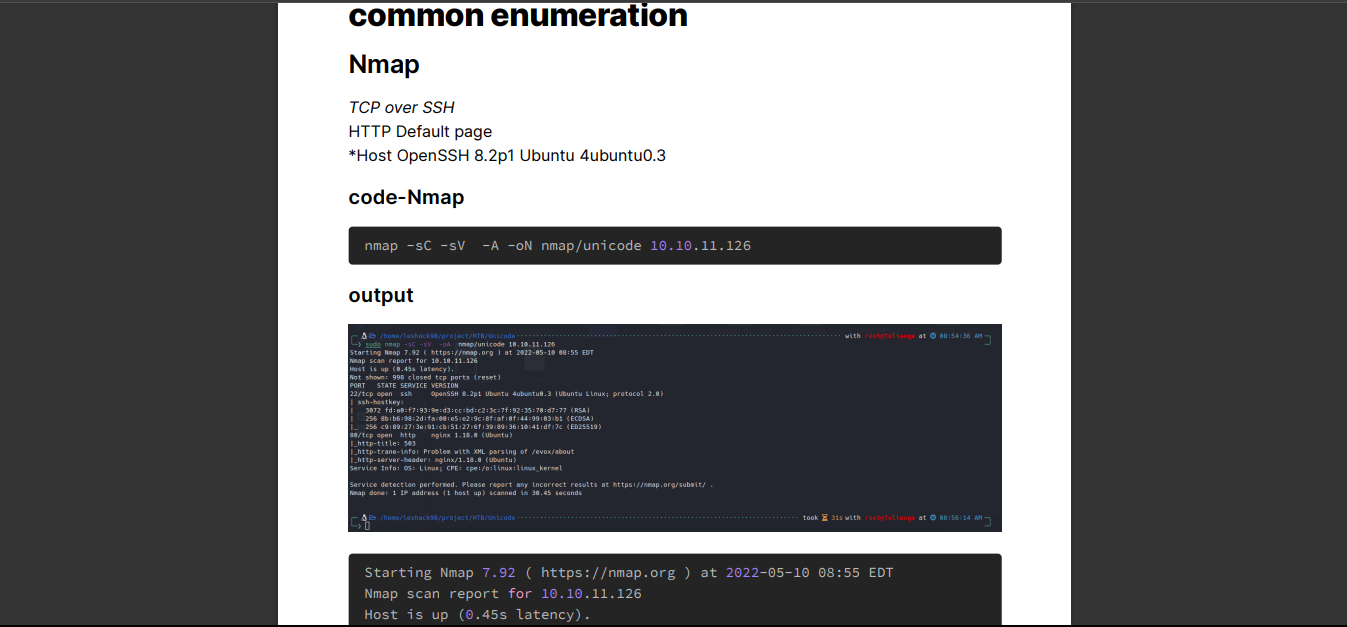 common enumeration
Nmap
TCP over SSH
HTTP Default page
*Host OpenSSH 8.2p1 Ubuntu 4ubuntu0.3
code-Nmap
nmap -sC -sV  -A -oN nmap/unicode 10.10.11.126
output
/home/leshack98/project/HTB/Unicode with at 08:54:36 AM
sudo nmap -sC -sV -oA nmap/unicode 10.10.11.126
Starting Nmap 7.92 ( https://nmap.org ) at 2022-05-10 08:55 EDT
Nmap scan report for 10.10.11.126
Host is up (0.45s latency).
Not shown: 998 closed tcp ports (reset)
PORT   STATE SERVICE VERSION
22/tcp open  ssh     OpenSSH 8.2p1 Ubuntu 4ubuntu0.3 (Ubuntu Linux; protocol 2.0)
| ssh-hostkey:
|   3072 fd:a0:f7:93:9e:d3:cc:bd:c2:3c:7f:92:35:70:d7:77 (RSA)
|   256 8b:b6:98:2d:fa:00:e5:e2:9c:8f:af:0f:44:99:03:b1 (ECDSA)
|_  256 c9:89:27:3e:91:cb:51:27:6f:39:89:36:10:41:df:7c (ED25519)
80/tcp open  http    nginx 1.18.0 (Ubuntu)
|_http-title: 503
|_http-trane-info: Problem with XML parsing of /evox/about
|_http-server-header: nginx/1.18.0 (Ubuntu)
Service Info: OS: Linux; CPE: cpe:/o:linux:linux_kernel
Service detection performed. Please report any incorrect results at https://nmap.org/submit/ .
Nmap done: 1 IP address (1 host up) scanned in 30.45 seconds
/home/leshack98/project/HTB/Unicode took 31s with at 08:56:14 AM
Starting Nmap 7.92 ( https://nmap.org ) at 2022-05-10 08:55 EDT
Nmap scan report for 10.10.11.126
Host is up (0.45s latency).